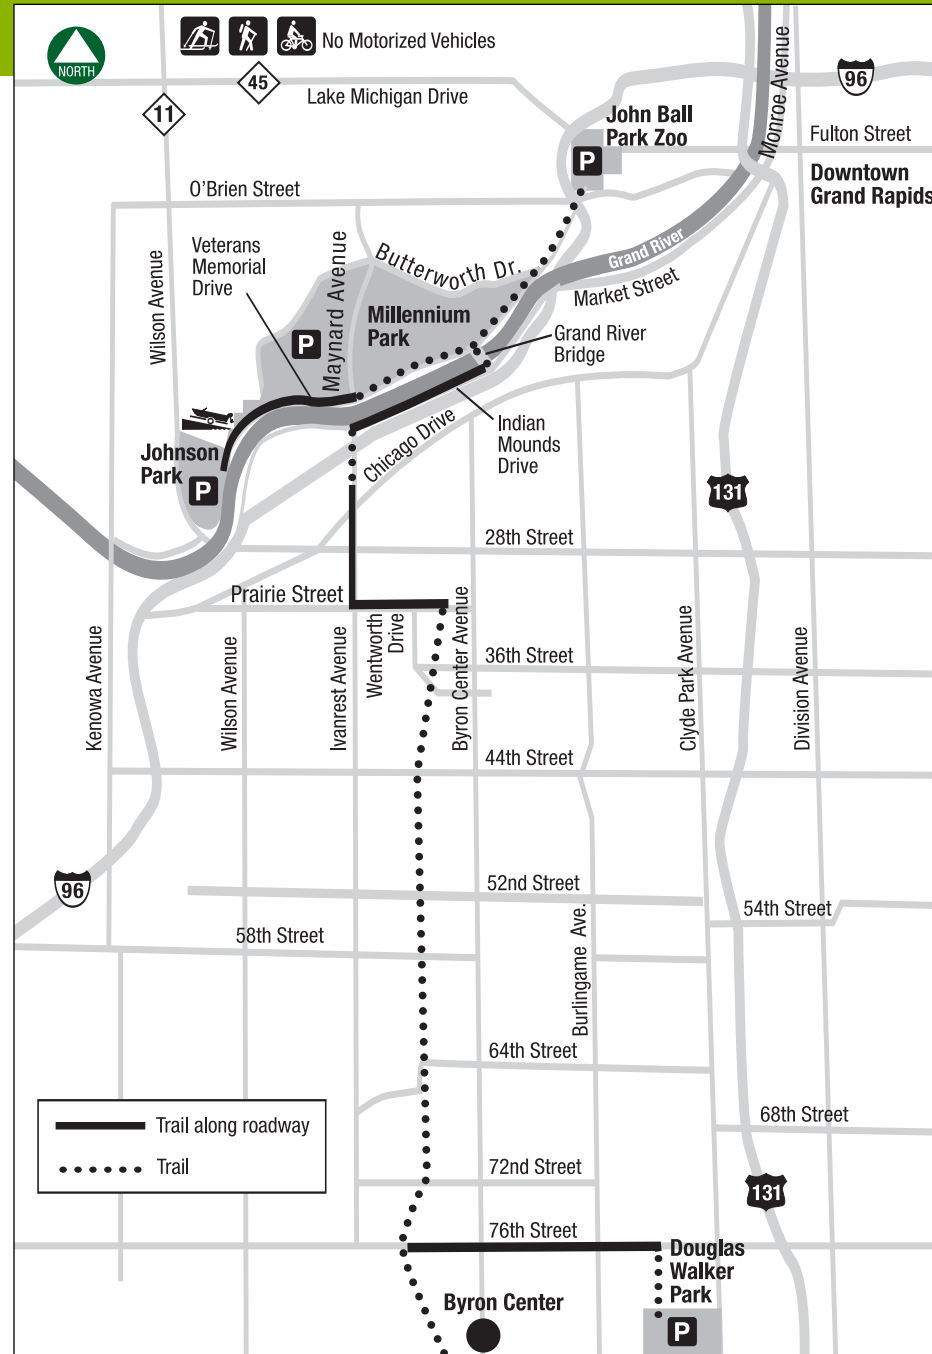 NORTH
No Motorized Vehicles
45
11
Lake Michigan Drive
96
Monroe Avenue
John Ball
Park Zoo
P
Fulton Street
Downtown
Grand Rapids
O'Brien Street
Veterans
Memorial
Drive
Wilson Avenue
Maynard Avenue
Butterworth Dr.
Grand River
Market Street
Millennium
Park
P
Grand River
Bridge
Indian
Mounds
Drive
Chicago Drive
Johnson
Park
P
131
28th Street
Prairie Street
Kenowa Avenue
Wilson Avenue
Ivanrest Avenue
Wentworth
Drive
Byron Center Avenue
36th Street
Clyde Park Avenue
Division Avenue
44th Street
96
52nd Street
54th Street
58th Street
Burlingame Ave.
64th Street
68th Street
Trail along roadway
Trail
72nd Street
131
76th Street
Douglas
Walker
Park
P
Byron Center